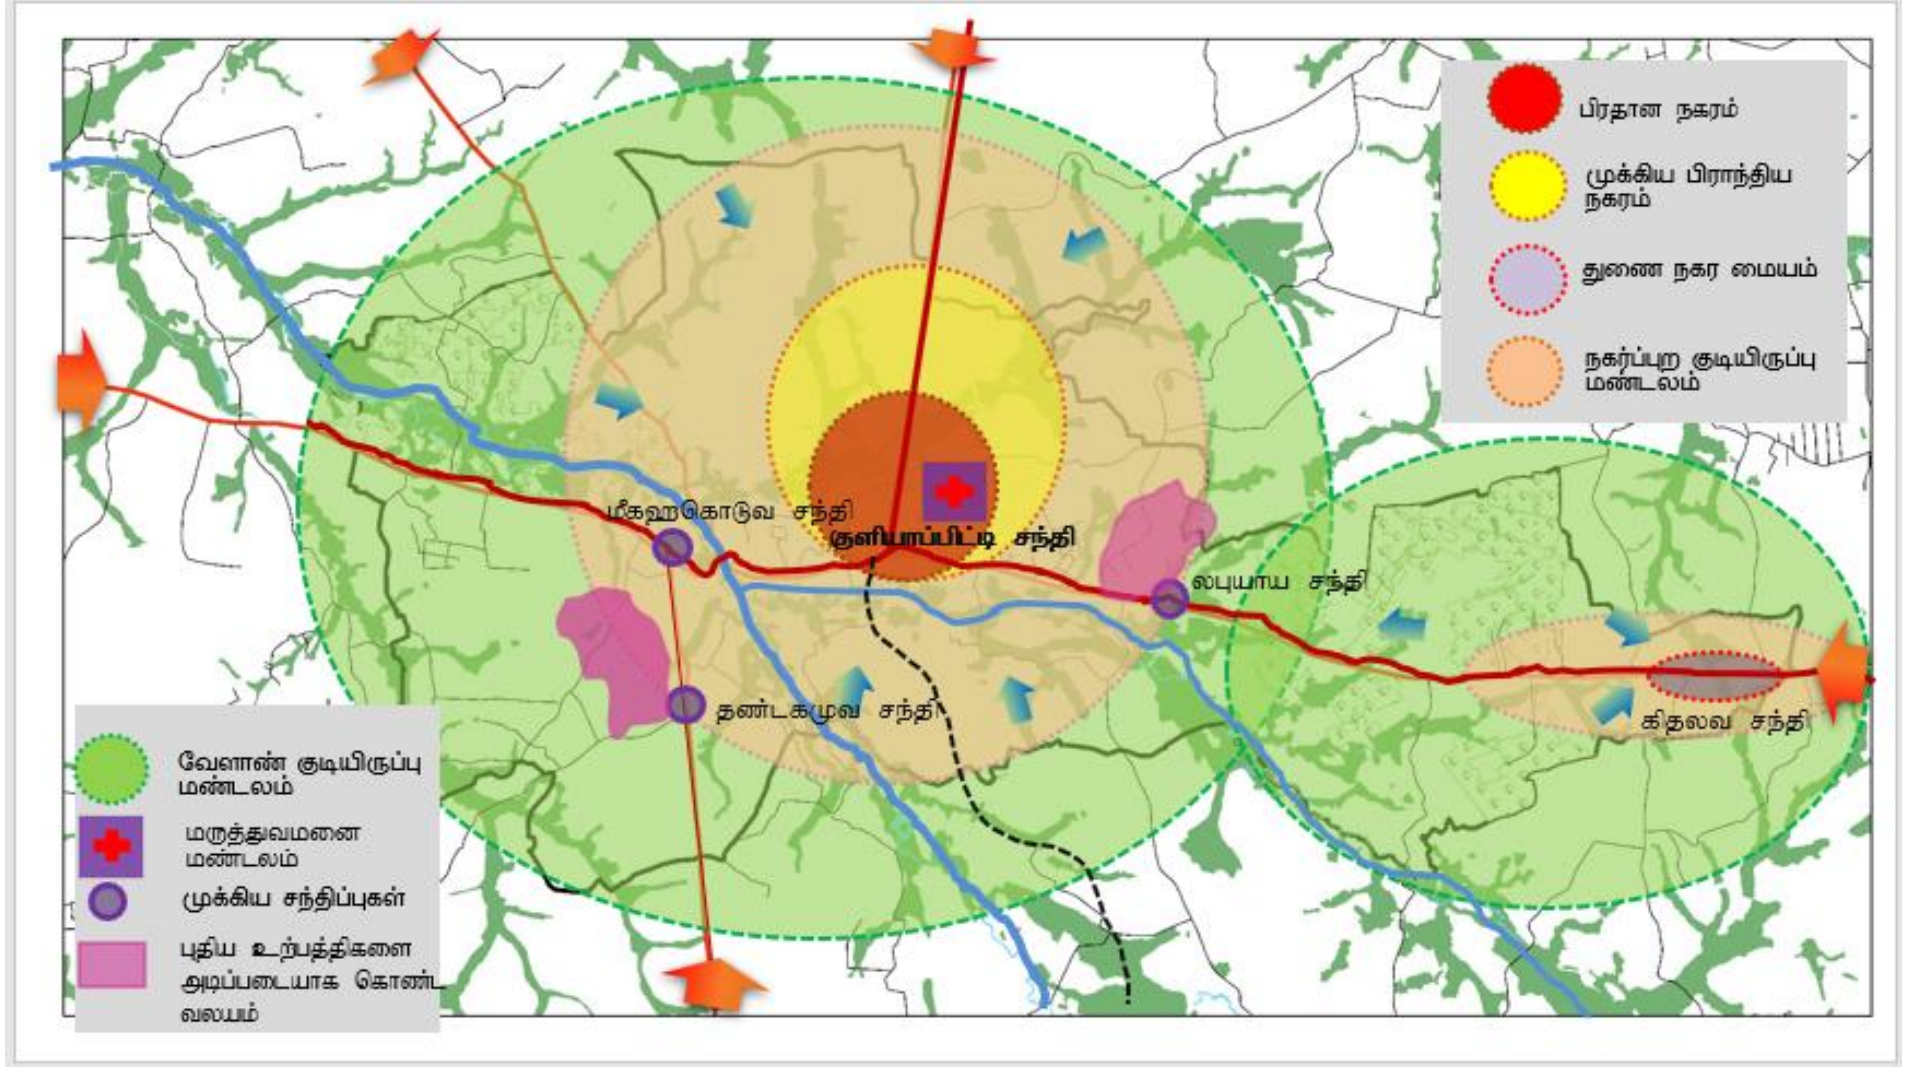 பிரதான நகரம்
முக்கிய பிராந்திய
நகரம்
துணை நகர மையம்
நகர்ப்புற குடியிருப்பு
மண்டலம்
மீகஹகொடுவ சந்தி
குளியாப்பிட்டி சந்தி
லபுயாய சந்தி
தண்டகமுவ சந்தி
கிதலவ சந்தி
வேளாண் குடியிருப்பு
மண்டலம்
மருத்துவமனை
மண்டலம்
முக்கிய சந்திப்புகள்
புதிய உற்பத்திகளை
அடிப்படையாக கொண்ட
வலயம்